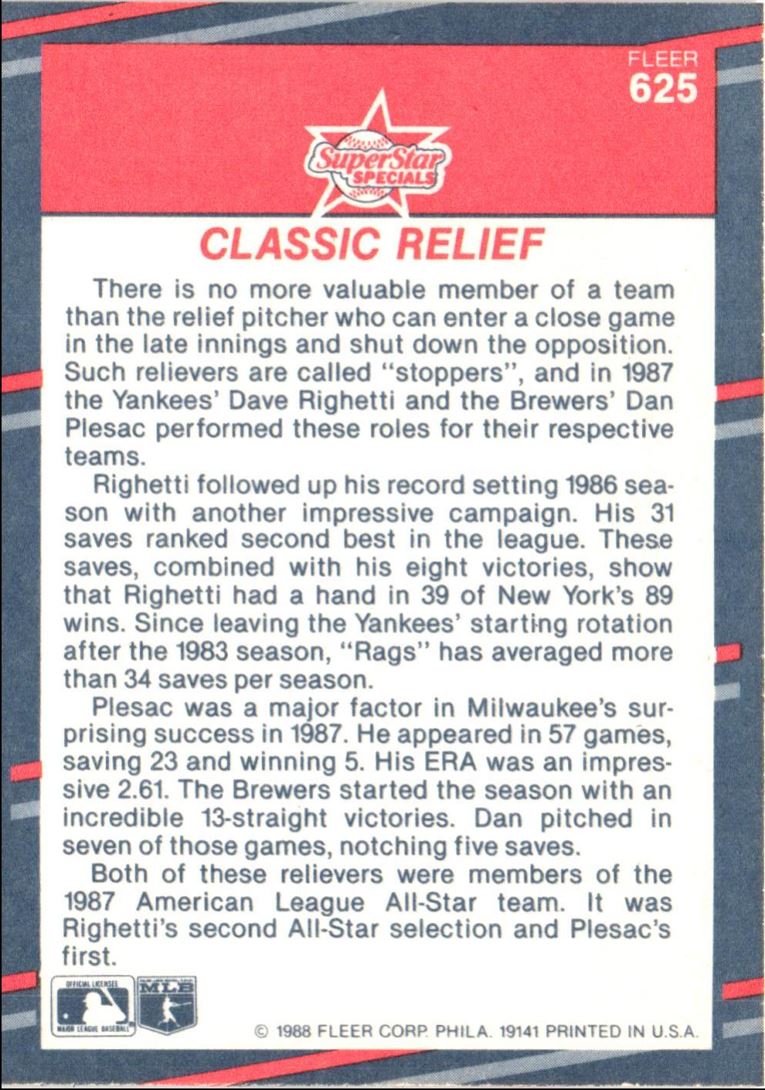 FLEER
625
SuperStar
SPECIALS
CLASSIC RELIEF
There is no more valuable member of a team
than the relief pitcher who can enter a close game
in the late innings and shut down the opposition.
Such relievers are called "stoppers", and in 1987
the Yankees' Dave Righetti and the Brewers' Dan
Plesac performed these roles for their respective
teams.
Righetti followed up his record setting 1986 sea-
son with another impressive campaign. His 31
saves ranked second best in the league. These
saves, combined with his eight victories, show
that Righetti had a hand in 39 of New York's 89
wins. Since leaving the Yankees' starting rotation
after the 1983 season, "Rags" has averaged more
than 34 saves per season.
Plesac was a major factor in Milwaukee's sur-
prising success in 1987. He appeared in 57 games,
saving 23 and winning 5. His ERA was an impres-
sive 2.61. The Brewers started the season with an
incredible 13-straight victories. Dan pitched in
seven of those games, notching five saves.
Both of these relievers were members of the
1987 American League All-Star team. It was
Righetti's second All-Star selection and Plesac's
first.
OFFICIAL LICENSEE
MAJOR LEAGUE BASEBALL
MLB
© 1988 FLEER CORP. PHILA. 19141 PRINTED IN U.S.A.